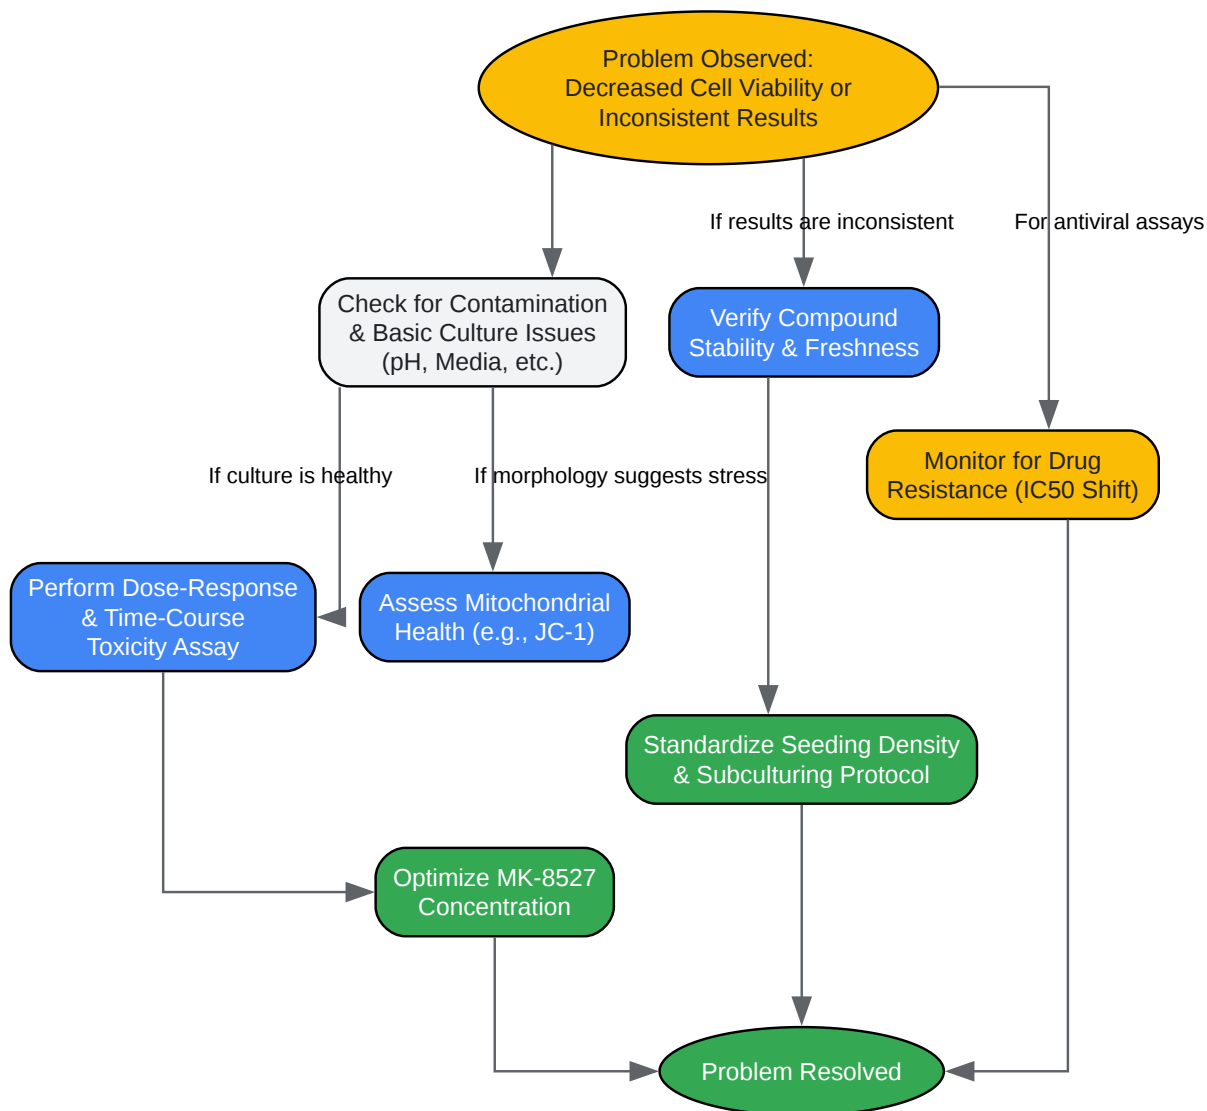 Problem Observed:
Decreased Cell Viability or
Inconsistent Results
If results are inconsistent
For antiviral assays
Check for Contamination
& Basic Culture Issues
(pH, Media, etc.)
Verify Compound
Stability & Freshness
If culture is healthy
If morphology suggests stress
Monitor for Drug
Resistance (IC50 Shift)
Perform Dose-Response
& Time-Course
Toxicity Assay
Assess Mitochondrial
Health (e.g., JC-1)
Standardize Seeding Density
& Subculturing Protocol
Optimize MK-8527
Concentration
Problem Resolved